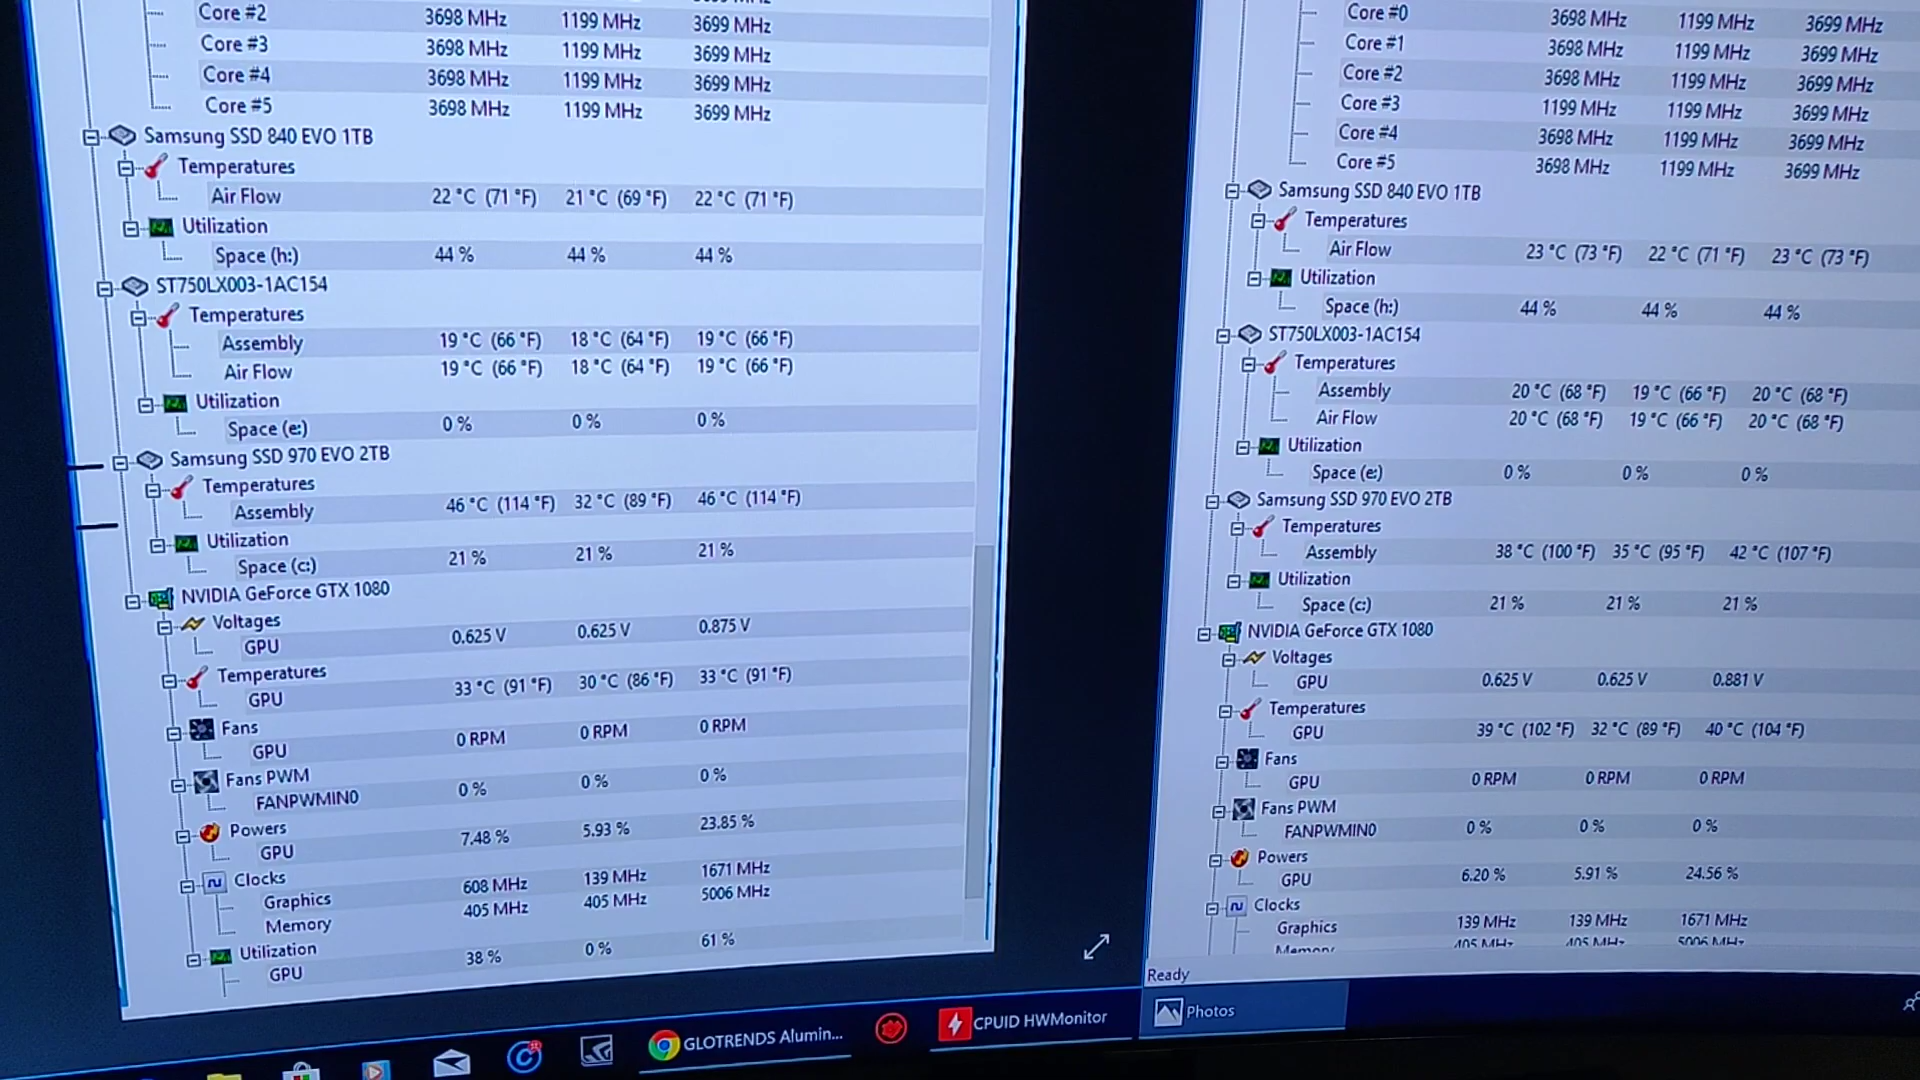 Core #2 3698 MHz 1199 MHz 3699 MHz
Core #3 3698 MHz 1199 MHz 3699 MHz
Core #4 3698 MHz 1199 MHz 3699 MHz
Core #5 3698 MHz 1199 MHz 3699 MHz
Samsung SSD 840 EVO 1TB
Temperatures
Air Flow 22 °C (71 °F) 21 °C (69 °F) 22 °C (71 °F)
Utilization
Space (h:) 44 % 44 % 44 %
ST750LX003-1AC154
Temperatures
Assembly 19 °C (66 °F) 18 °C (64 °F) 19 °C (66 °F)
Air Flow 19 °C (66 °F) 18 °C (64 °F) 19 °C (66 °F)
Utilization
Space (e:) 0 % 0 % 0 %
Samsung SSD 970 EVO 2TB
Temperatures
Assembly 46 °C (114 °F) 32 °C (89 °F) 46 °C (114 °F)
Utilization
Space (c:) 21 % 21 % 21 %
NVIDIA GeForce GTX 1080
Voltages
GPU 0.625 V 0.625 V 0.875 V
Temperatures
GPU 33 °C (91 °F) 30 °C (86 °F) 33 °C (91 °F)
Fans
GPU 0 RPM 0 RPM 0 RPM
Fans PWM
FANPWMIN0 0 % 0 % 0 %
Powers
GPU 7.48 % 5.93 % 23.85 %
Clocks
Graphics 608 MHz 139 MHz 1671 MHz
Memory 405 MHz 405 MHz 5006 MHz
Utilization
GPU 38 % 0 % 61 %
Core #0 3698 MHz 1199 MHz 3699 MHz
Core #1 3698 MHz 1199 MHz 3699 MHz
Core #2 3698 MHz 1199 MHz 3699 MHz
Core #3 1199 MHz 1199 MHz 3699 MHz
Core #4 3698 MHz 1199 MHz 3699 MHz
Core #5 3698 MHz 1199 MHz 3699 MHz
Samsung SSD 840 EVO 1TB
Temperatures
Air Flow 23 °C (73 °F) 22 °C (71 °F) 23 °C (73 °F)
Utilization
Space (h:) 44 % 44 % 44 %
ST750LX003-1AC154
Temperatures
Assembly 20 °C (68 °F) 19 °C (66 °F) 20 °C (68 °F)
Air Flow 20 °C (68 °F) 19 °C (66 °F) 20 °C (68 °F)
Utilization
Space (e:) 0 % 0 % 0 %
Samsung SSD 970 EVO 2TB
Temperatures
Assembly 38 °C (100 °F) 35 °C (95 °F) 42 °C (107 °F)
Utilization
Space (c:) 21 % 21 % 21 %
NVIDIA GeForce GTX 1080
Voltages
GPU 0.625 V 0.625 V 0.881 V
Temperatures
GPU 39 °C (102 °F) 32 °C (89 °F) 40 °C (104 °F)
Fans
GPU 0 RPM 0 RPM 0 RPM
Fans PWM
FANPWMIN0 0 % 0 % 0 %
Powers
GPU 6.20 % 5.91 % 24.56 %
Clocks
Graphics 139 MHz 139 MHz 1671 MHz
Memory 405 MHz 405 MHz 5006 MHz
Ready
GLOTRENDS Alumin...
CPUID HWMonitor
Photos